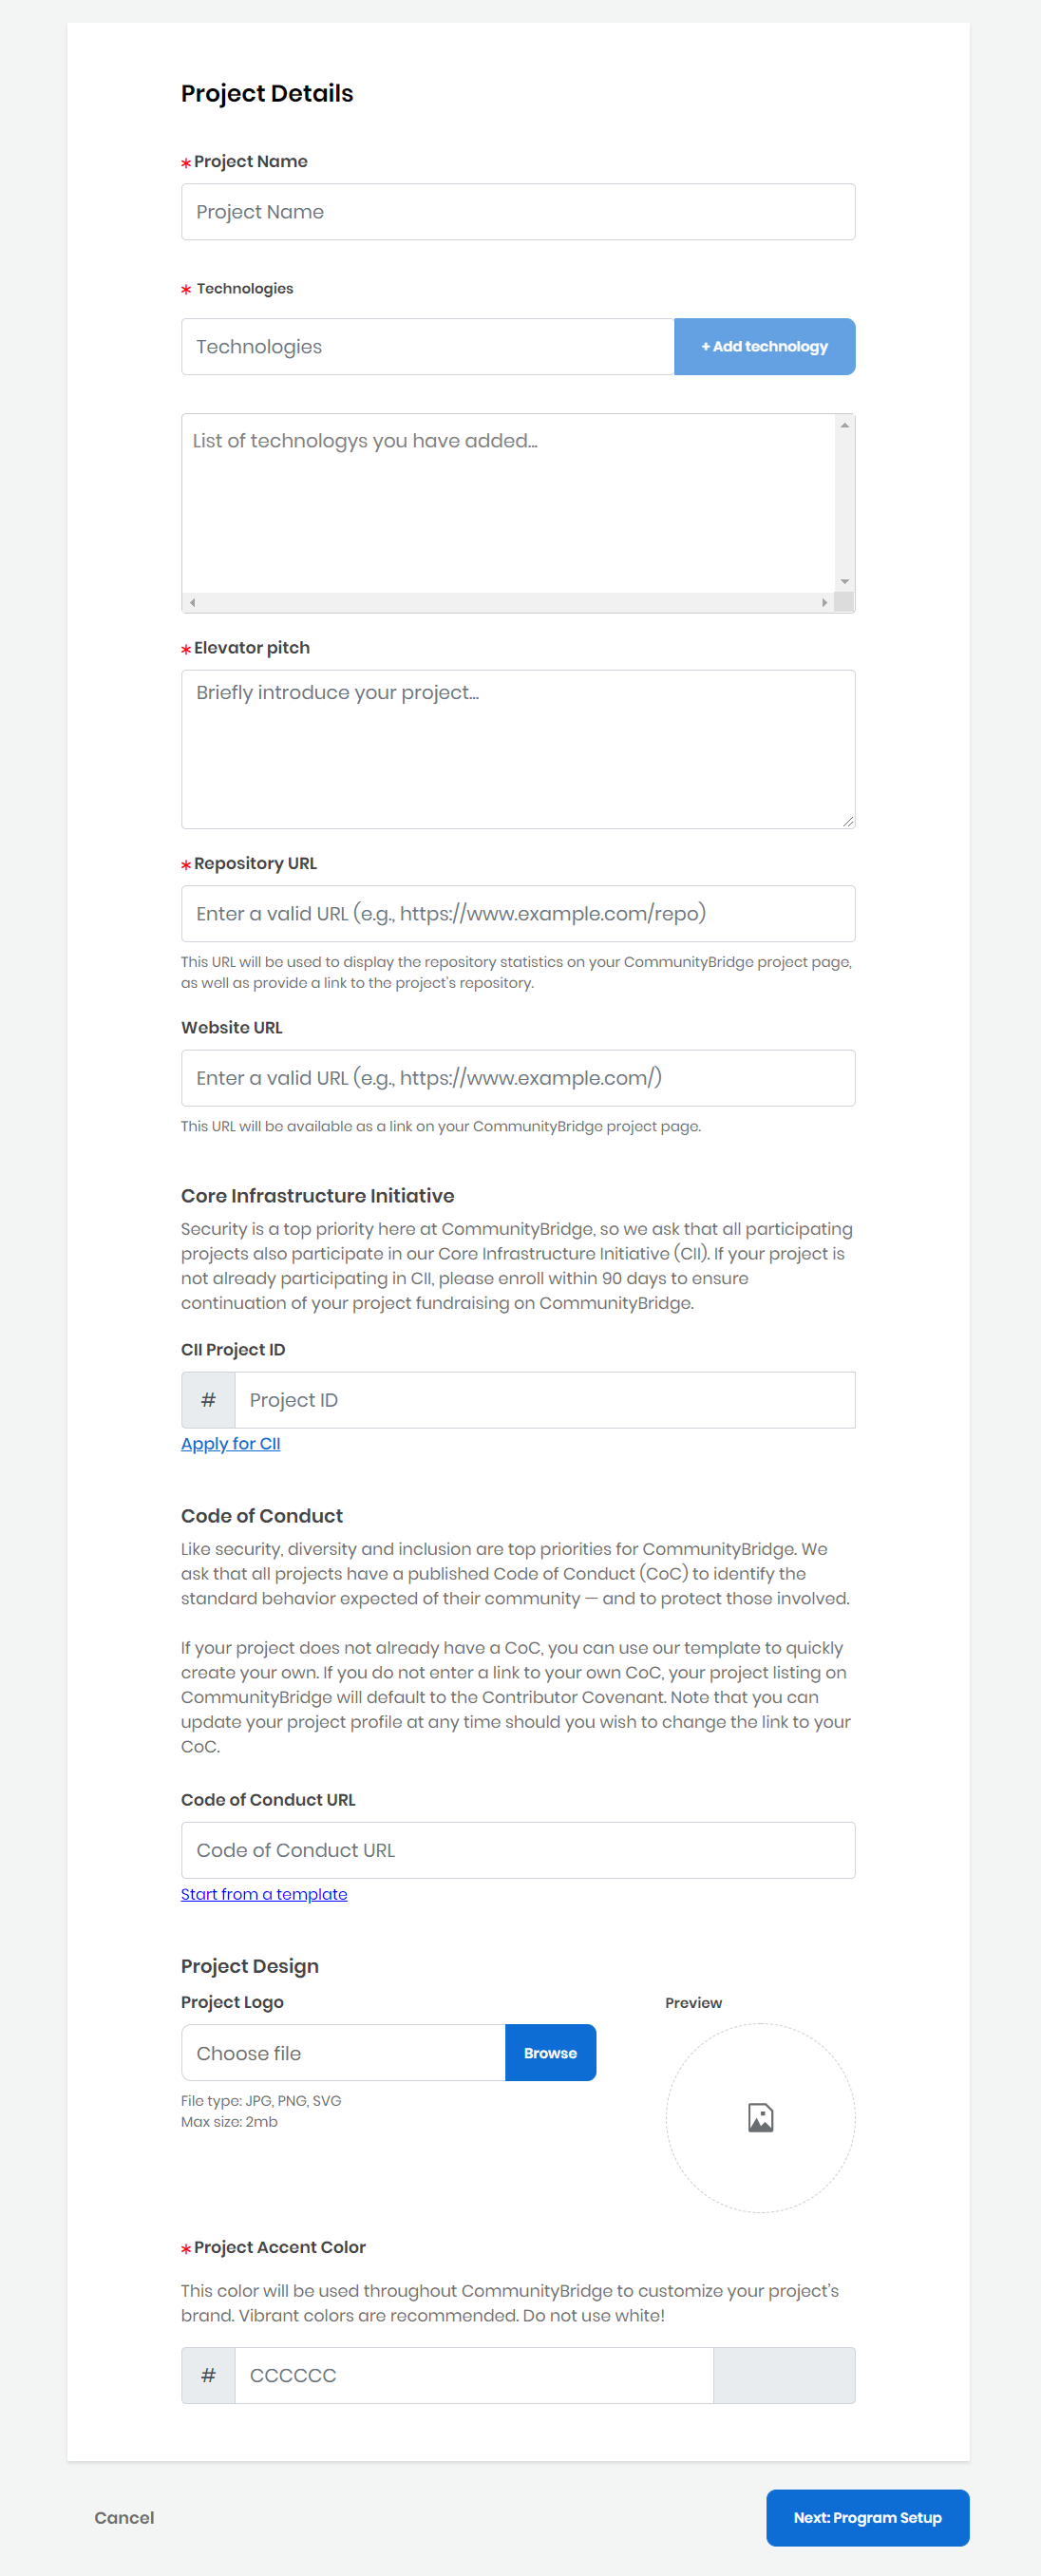 Project Details
* Project Name
Project Name
* Technologies
Technologies
+ Add technology
List of technologys you have added...
* Elevator pitch
Briefly introduce your project...
* Repository URL
Enter a valid URL (e.g., https://www.example.com/repo)
This URL will be used to display the repository statistics on your CommunityBridge project page,
as well as provide a link to the project's repository.
Website URL
Enter a valid URL (e.g., https://www.example.com/)
This URL will be available as a link on your CommunityBridge project page.
Core Infrastructure Initiative
Security is a top priority here at CommunityBridge, so we ask that all participating
projects also participate in our Core Infrastructure Initiative (CII). If your project is
not already participating in CII, please enroll within 90 days to ensure
continuation of your project fundraising on CommunityBridge.
CII Project ID
# Project ID
Apply for CII
Code of Conduct
Like security, diversity and inclusion are top priorities for CommunityBridge. We
ask that all projects have a published Code of Conduct (CoC) to identify the
standard behavior expected of their community — and to protect those involved.
If your project does not already have a CoC, you can use our template to quickly
create your own. If you do not enter a link to your own CoC, your project listing on
CommunityBridge will default to the Contributor Covenant. Note that you can
update your project profile at any time should you wish to change the link to your
CoC.
Code of Conduct URL
Code of Conduct URL
Start from a template
Project Design
Project Logo
Preview
Choose file
Browse
File type: JPG, PNG, SVG
Max size: 2mb
* Project Accent Color
This color will be used throughout CommunityBridge to customize your project's
brand. Vibrant colors are recommended. Do not use white!
# CCCCCC
Cancel
Next: Program Setup